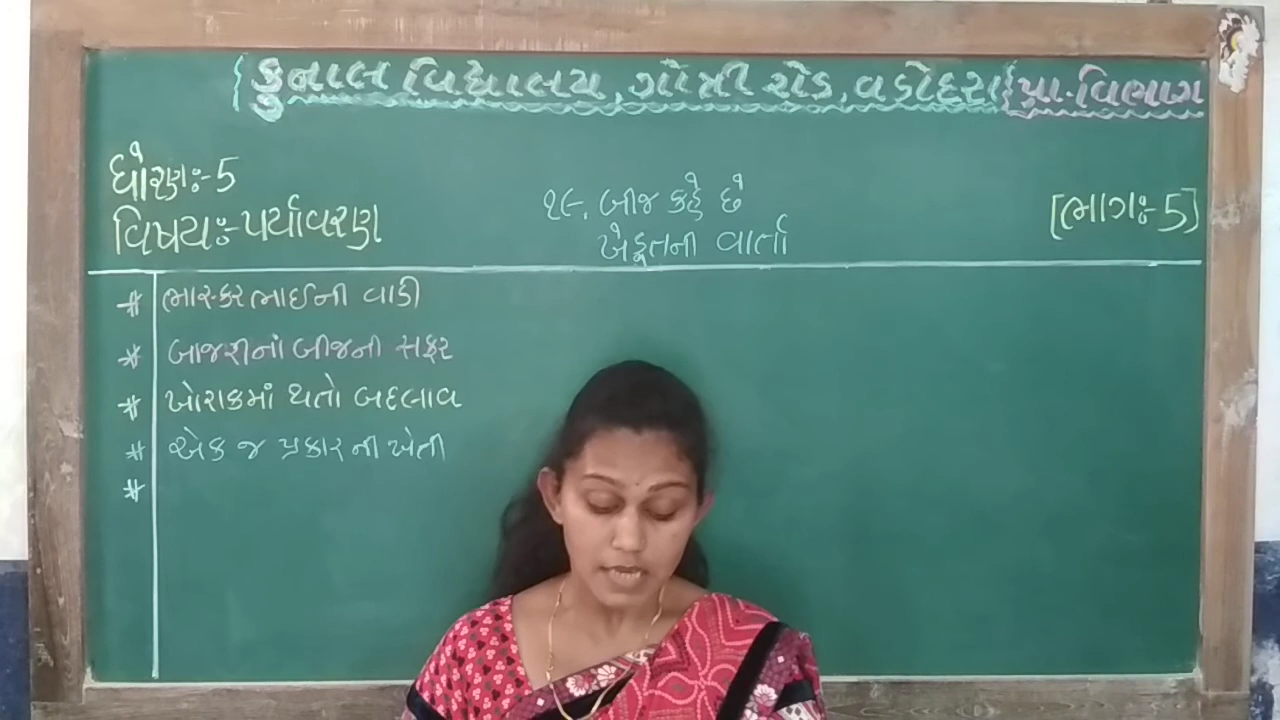 {કુનાલ વિદ્યાલય, ગોત્રી રોડ, વડોદરા{પ્રા.વિભાગ
ધોરણઃ-5
વિષયઃ-પર્યાવરણ
૧૯. બીજ કહે છે
ખેડૂતની વાર્તા
[ભાગઃ-5]
# ભાસ્કરભાઈની વાડી
# બાજરીનાં બીજની સફર
# ખોરાકમાં થતો બદલાવ
# એક જ પ્રકારની ખેતી
#